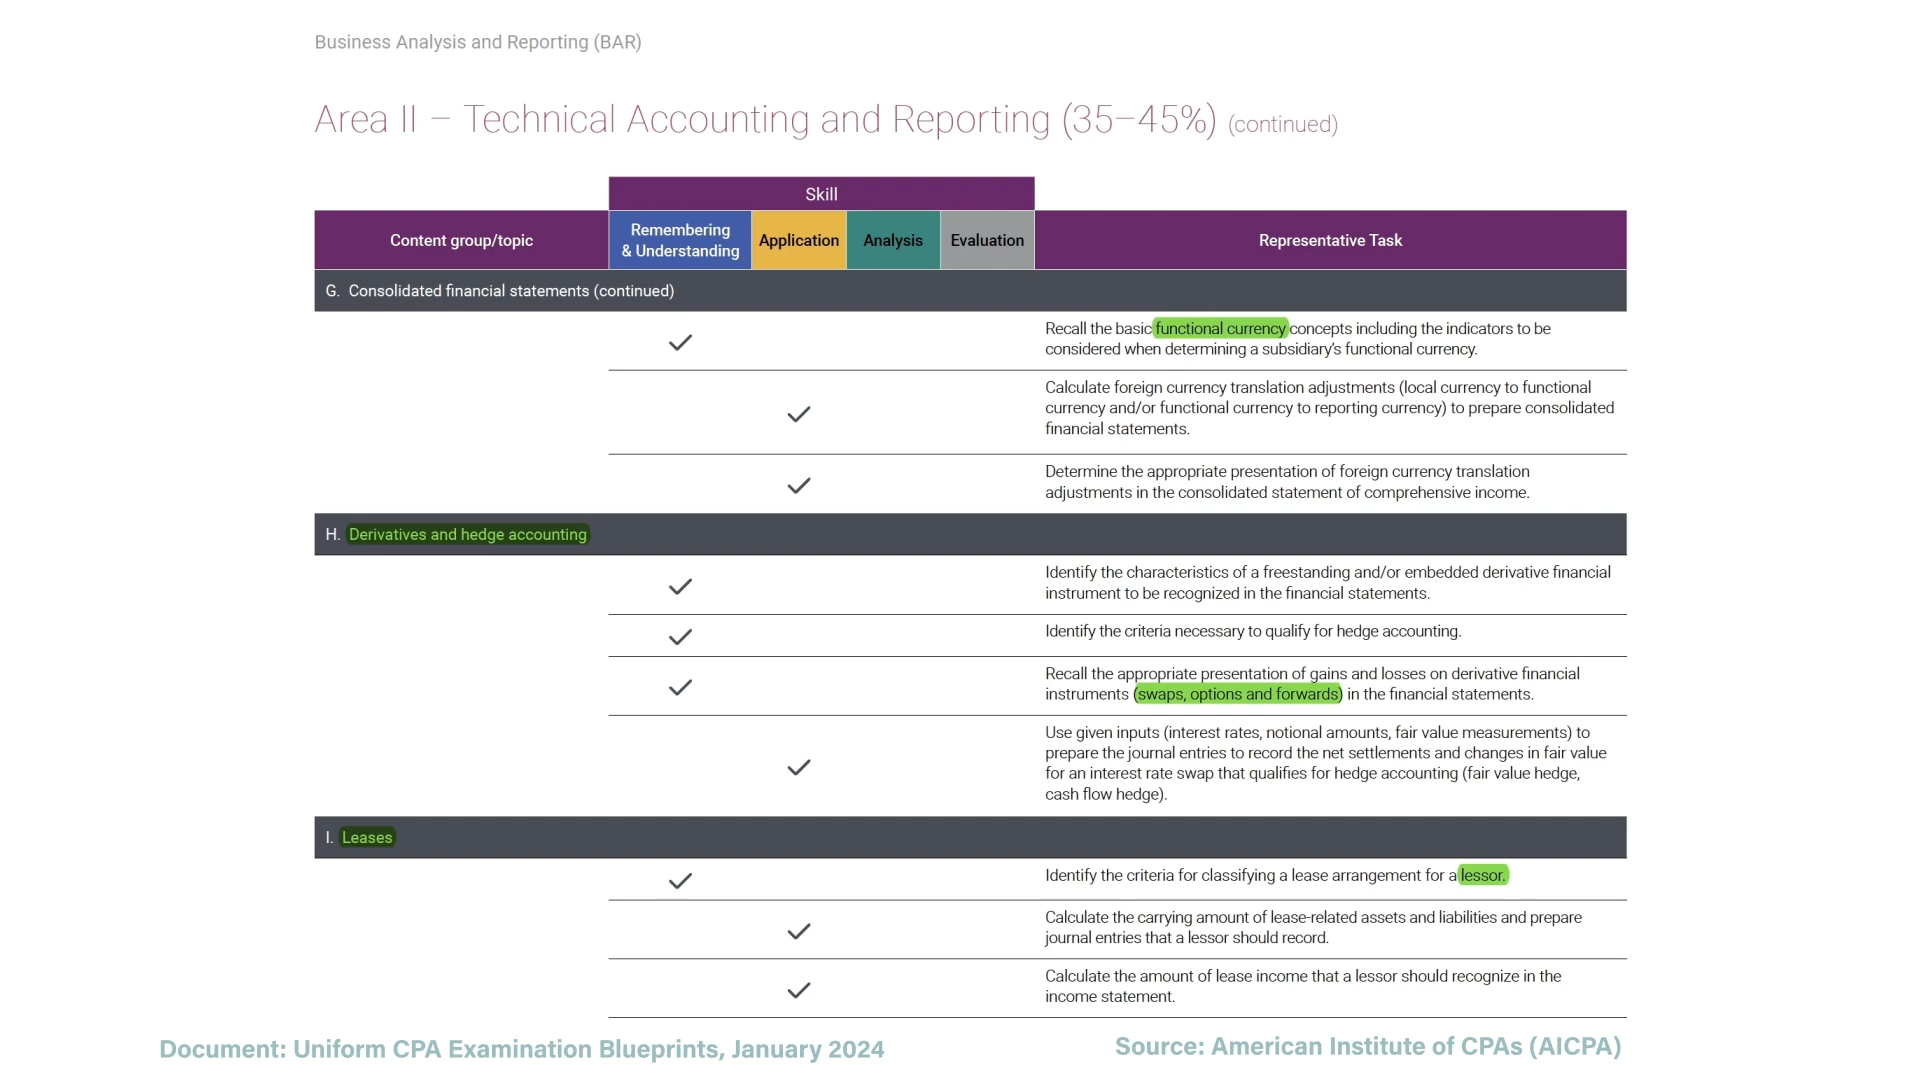 Business Analysis and Reporting (BAR)
Area II – Technical Accounting and Reporting (35–45%) (continued)
Skill
Content group/topic
Remembering
& Understanding
Application
Analysis
Evaluation
Representative Task
G. Consolidated financial statements (continued)
Recall the basic functional currency concepts including the indicators to be
considered when determining a subsidiary's functional currency.
Calculate foreign currency translation adjustments (local currency to functional
currency and/or functional currency to reporting currency) to prepare consolidated
financial statements.
Determine the appropriate presentation of foreign currency translation
adjustments in the consolidated statement of comprehensive income.
H. Derivatives and hedge accounting
Identify the characteristics of a freestanding and/or embedded derivative financial
instrument to be recognized in the financial statements.
Identify the criteria necessary to qualify for hedge accounting.
Recall the appropriate presentation of gains and losses on derivative financial
instruments (swaps, options and forwards) in the financial statements.
Use given inputs (interest rates, notional amounts, fair value measurements) to
prepare the journal entries to record the net settlements and changes in fair value
for an interest rate swap that qualifies for hedge accounting (fair value hedge,
cash flow hedge).
I. Leases
Identify the criteria for classifying a lease arrangement for a lessor.
Calculate the carrying amount of lease-related assets and liabilities and prepare
journal entries that a lessor should record.
Calculate the amount of lease income that a lessor should recognize in the
income statement.
Document: Uniform CPA Examination Blueprints, January 2024
Source: American Institute of CPAs (AICPA)